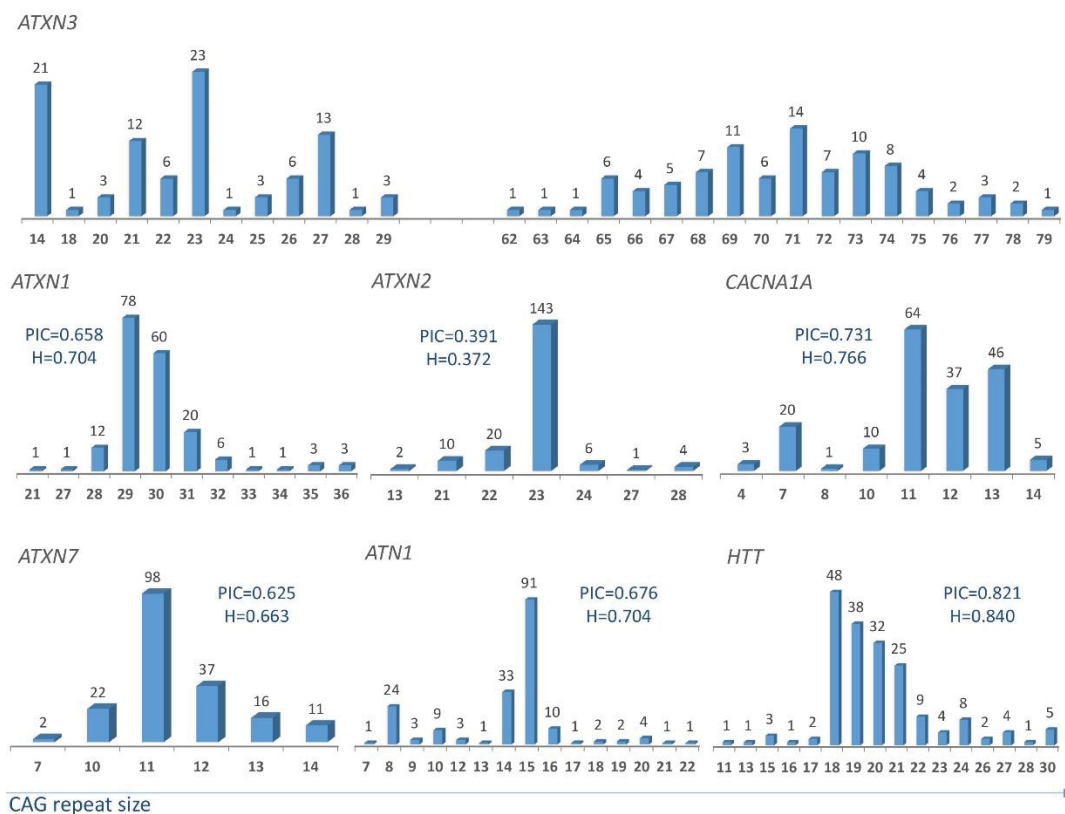 ATXN3
21 1 3 12 6 23 1 3 6 13 1 3 1 1 1 6 4 5 7 11 6 14 7 10 8 4 2 3 2 1
14 18 20 21 22 23 24 25 26 27 28 29 62 63 64 65 66 67 68 69 70 71 72 73 74 75 76 77 78 79
ATXN1
PIC=0.658
H=0.704
1 1 12 78 60 20 6 1 1 3 3
21 27 28 29 30 31 32 33 34 35 36
ATXN2
PIC=0.391
H=0.372
2 10 20 143 6 1 4
13 21 22 23 24 27 28
CACNA1A
PIC=0.731
H=0.766
3 20 1 10 64 37 46 5
4 7 8 10 11 12 13 14
ATXN7
PIC=0.625
H=0.663
2 22 98 37 16 11
7 10 11 12 13 14
ATN1
PIC=0.676
H=0.704
1 24 3 9 3 1 33 91 10 1 2 2 4 1 1
7 8 9 10 12 13 14 15 16 17 18 19 20 21 22
HTT
PIC=0.821
H=0.840
1 1 3 1 2 48 38 32 25 9 4 8 2 4 1 5
11 13 15 16 17 18 19 20 21 22 23 24 26 27 28 30
CAG repeat size